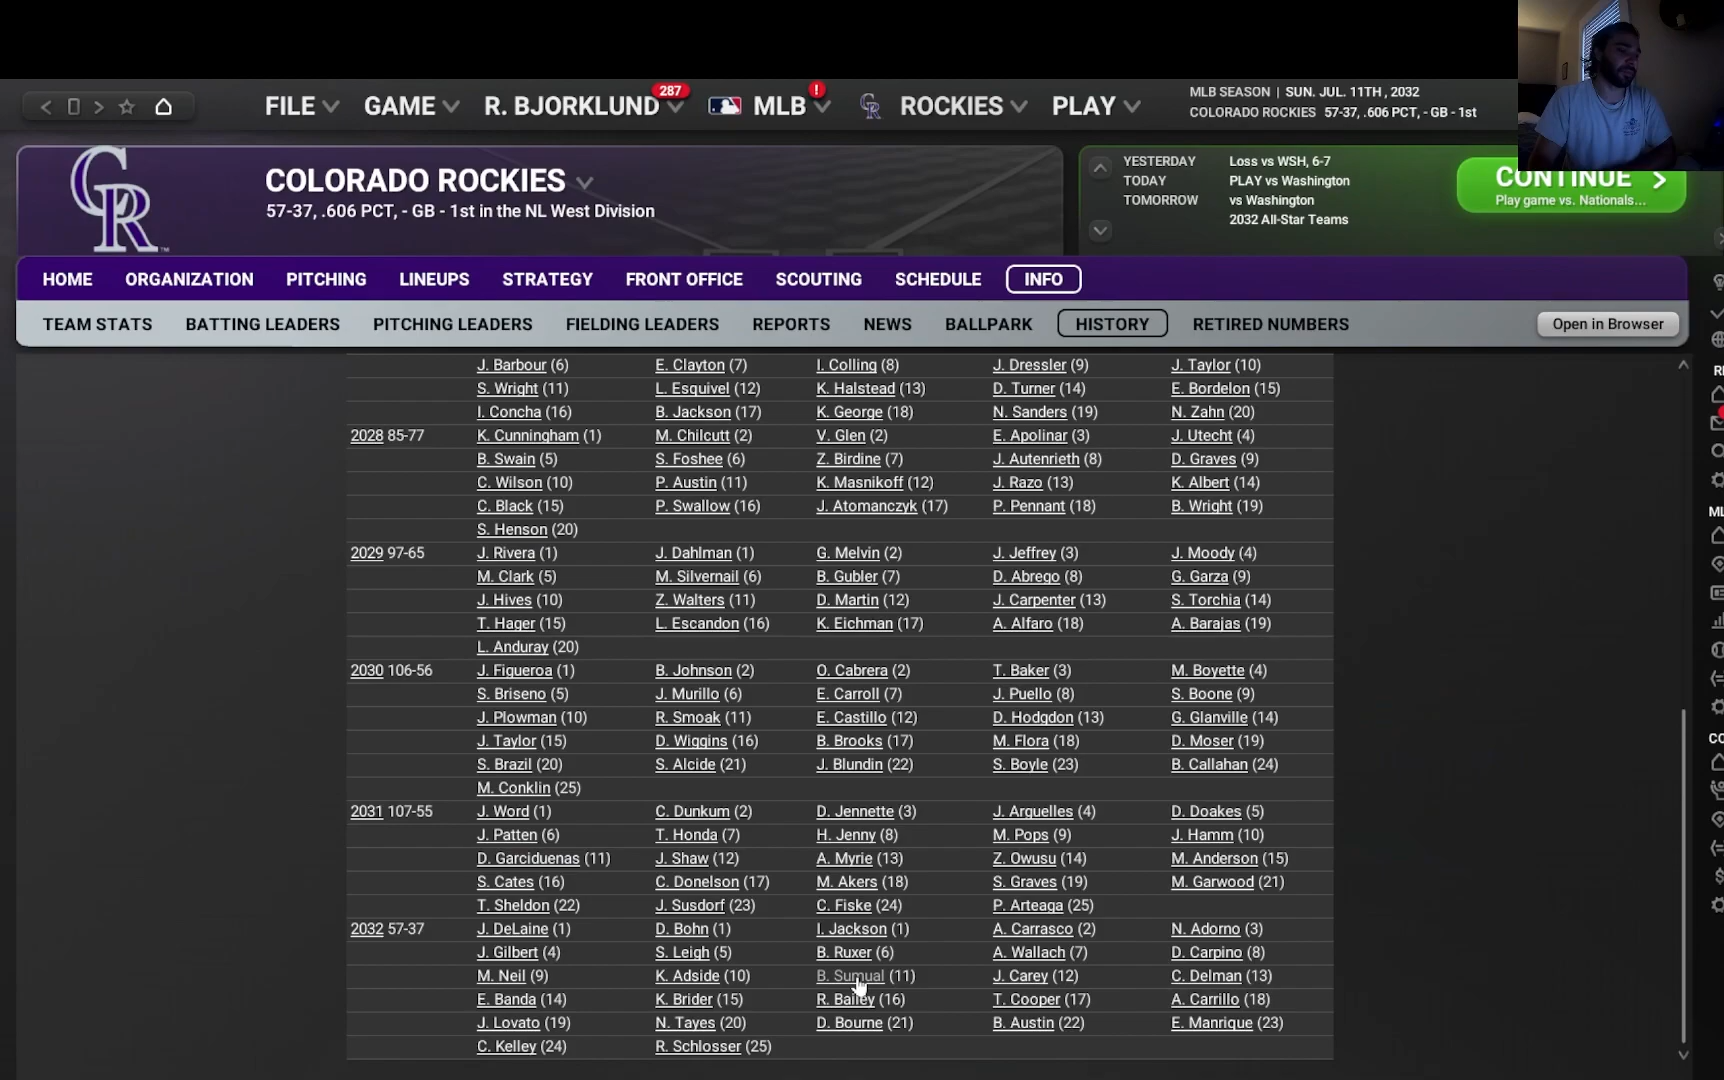 FILE GAME R. BJORKLUND 287 MLB ! ROCKIES PLAY
MLB SEASON | SUN. JUL. 11TH , 2032
COLORADO ROCKIES 57-37, .606 PCT, - GB - 1st
COLORADO ROCKIES
57-37, .606 PCT, - GB - 1st in the NL West Division
YESTERDAY Loss vs WSH, 6-7
TODAY PLAY vs Washington
TOMORROW vs Washington
2032 All-Star Teams
CONTINUE
Play game vs. Nationals...
HOME ORGANIZATION PITCHING LINEUPS STRATEGY FRONT OFFICE SCOUTING SCHEDULE INFO
TEAM STATS BATTING LEADERS PITCHING LEADERS FIELDING LEADERS REPORTS NEWS BALLPARK HISTORY RETIRED NUMBERS Open in Browser
J. Barbour (6) E. Clayton (7) I. Colling (8) J. Dressler (9) J. Taylor (10)
S. Wright (11) L. Esquivel (12) K. Halstead (13) D. Turner (14) E. Bordelon (15)
I. Concha (16) B. Jackson (17) K. George (18) N. Sanders (19) N. Zahn (20)
2028 85-77 K. Cunningham (1) M. Chilcutt (2) V. Glen (2) E. Apolinar (3) J. Utecht (4)
B. Swain (5) S. Foshee (6) Z. Birdine (7) J. Autenrieth (8) D. Graves (9)
C. Wilson (10) P. Austin (11) K. Masnikoff (12) J. Razo (13) K. Albert (14)
C. Black (15) P. Swallow (16) J. Atomanczyk (17) P. Pennant (18) B. Wright (19)
S. Henson (20)
2029 97-65 J. Rivera (1) J. Dahlman (1) G. Melvin (2) J. Jeffrey (3) J. Moody (4)
M. Clark (5) M. Silvernail (6) B. Gubler (7) D. Abrego (8) G. Garza (9)
J. Hives (10) Z. Walters (11) D. Martin (12) J. Carpenter (13) S. Torchia (14)
T. Hager (15) L. Escandon (16) K. Eichman (17) A. Alfaro (18) A. Barajas (19)
L. Anduray (20)
2030 106-56 J. Figueroa (1) B. Johnson (2) O. Cabrera (2) T. Baker (3) M. Boyette (4)
S. Briseno (5) J. Murillo (6) E. Carroll (7) J. Puello (8) S. Boone (9)
J. Plowman (10) R. Smoak (11) E. Castillo (12) D. Hodgdon (13) G. Glanville (14)
J. Taylor (15) D. Wiggins (16) B. Brooks (17) M. Flora (18) D. Moser (19)
S. Brazil (20) S. Alcide (21) J. Blundin (22) S. Boyle (23) B. Callahan (24)
M. Conklin (25)
2031 107-55 J. Word (1) C. Dunkum (2) D. Jennette (3) J. Arguelles (4) D. Doakes (5)
J. Patten (6) T. Honda (7) H. Jenny (8) M. Pops (9) J. Hamm (10)
D. Garciduenas (11) J. Shaw (12) A. Myrie (13) Z. Owusu (14) M. Anderson (15)
S. Cates (16) C. Donelson (17) M. Akers (18) S. Graves (19) M. Garwood (21)
T. Sheldon (22) J. Susdorf (23) C. Fiske (24) P. Arteaga (25)
2032 57-37 J. DeLaine (1) D. Bohn (1) I. Jackson (1) A. Carrasco (2) N. Adorno (3)
J. Gilbert (4) S. Leigh (5) B. Ruxer (6) A. Wallach (7) D. Carpino (8)
M. Neil (9) K. Adside (10) B. Sumual (11) J. Carey (12) C. Delman (13)
E. Banda (14) K. Brider (15) R. Bailey (16) T. Cooper (17) A. Carrillo (18)
J. Lovato (19) N. Tayes (20) D. Bourne (21) B. Austin (22) E. Manrique (23)
C. Kelley (24) R. Schlosser (25)